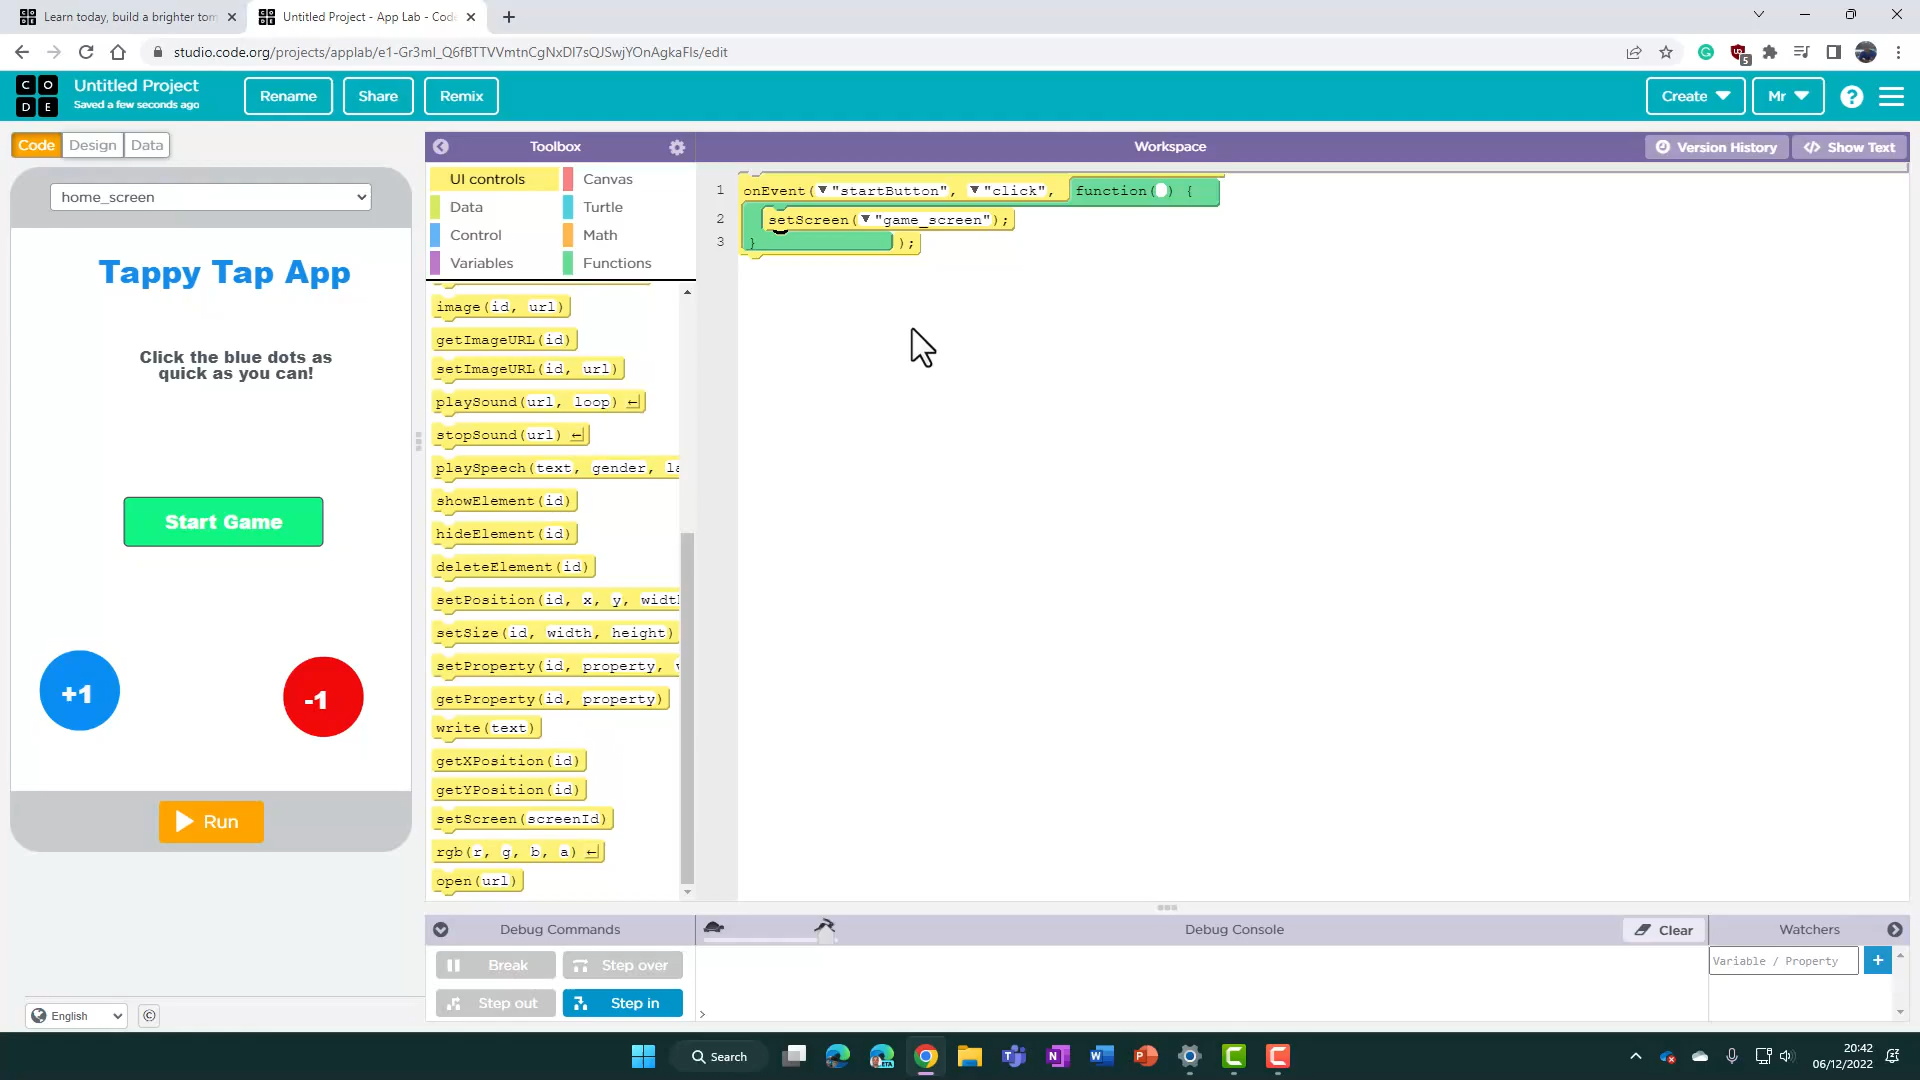 Learn today, build a brighter tom
Untitled Project - App Lab - Code
studio.code.org/projects/applab/e1-Gr3ml_Q6fBTTVVmtnCgNxDl7sQJSwjYOnAgkaFIs/edit
5
C O
D E
Untitled Project
Saved a few seconds ago
Rename
Share
Remix
Create
Mr
?
Code
Design
Data
Toolbox
Workspace
Version History
Show Text
home_screen
Tappy Tap App
Click the blue dots as
quick as you can!
Start Game
+1
-1
Run
UI controls
Canvas
Data
Turtle
Control
Math
Variables
Functions
image(id, url)
getImageURL(id)
setImageURL(id, url)
playSound(url, loop)
stopSound(url)
playSpeech(text, gender, la
showElement(id)
hideElement(id)
deleteElement(id)
setPosition(id, x, y, widt
setSize(id, width, height)
setProperty(id, property, v
getProperty(id, property)
write(text)
getXPosition(id)
getYPosition(id)
setScreen(screenId)
rgb(r, g, b, a)
open(url)
1 onEvent(▼"startButton", ▼"click", function( ) {
2 setScreen(▼"game_screen");
3 } );
Debug Commands
Break
Step over
Step out
Step in
Debug Console
Clear
>
Watchers
Variable / Property
+
English
©
Search
20:42
06/12/2022